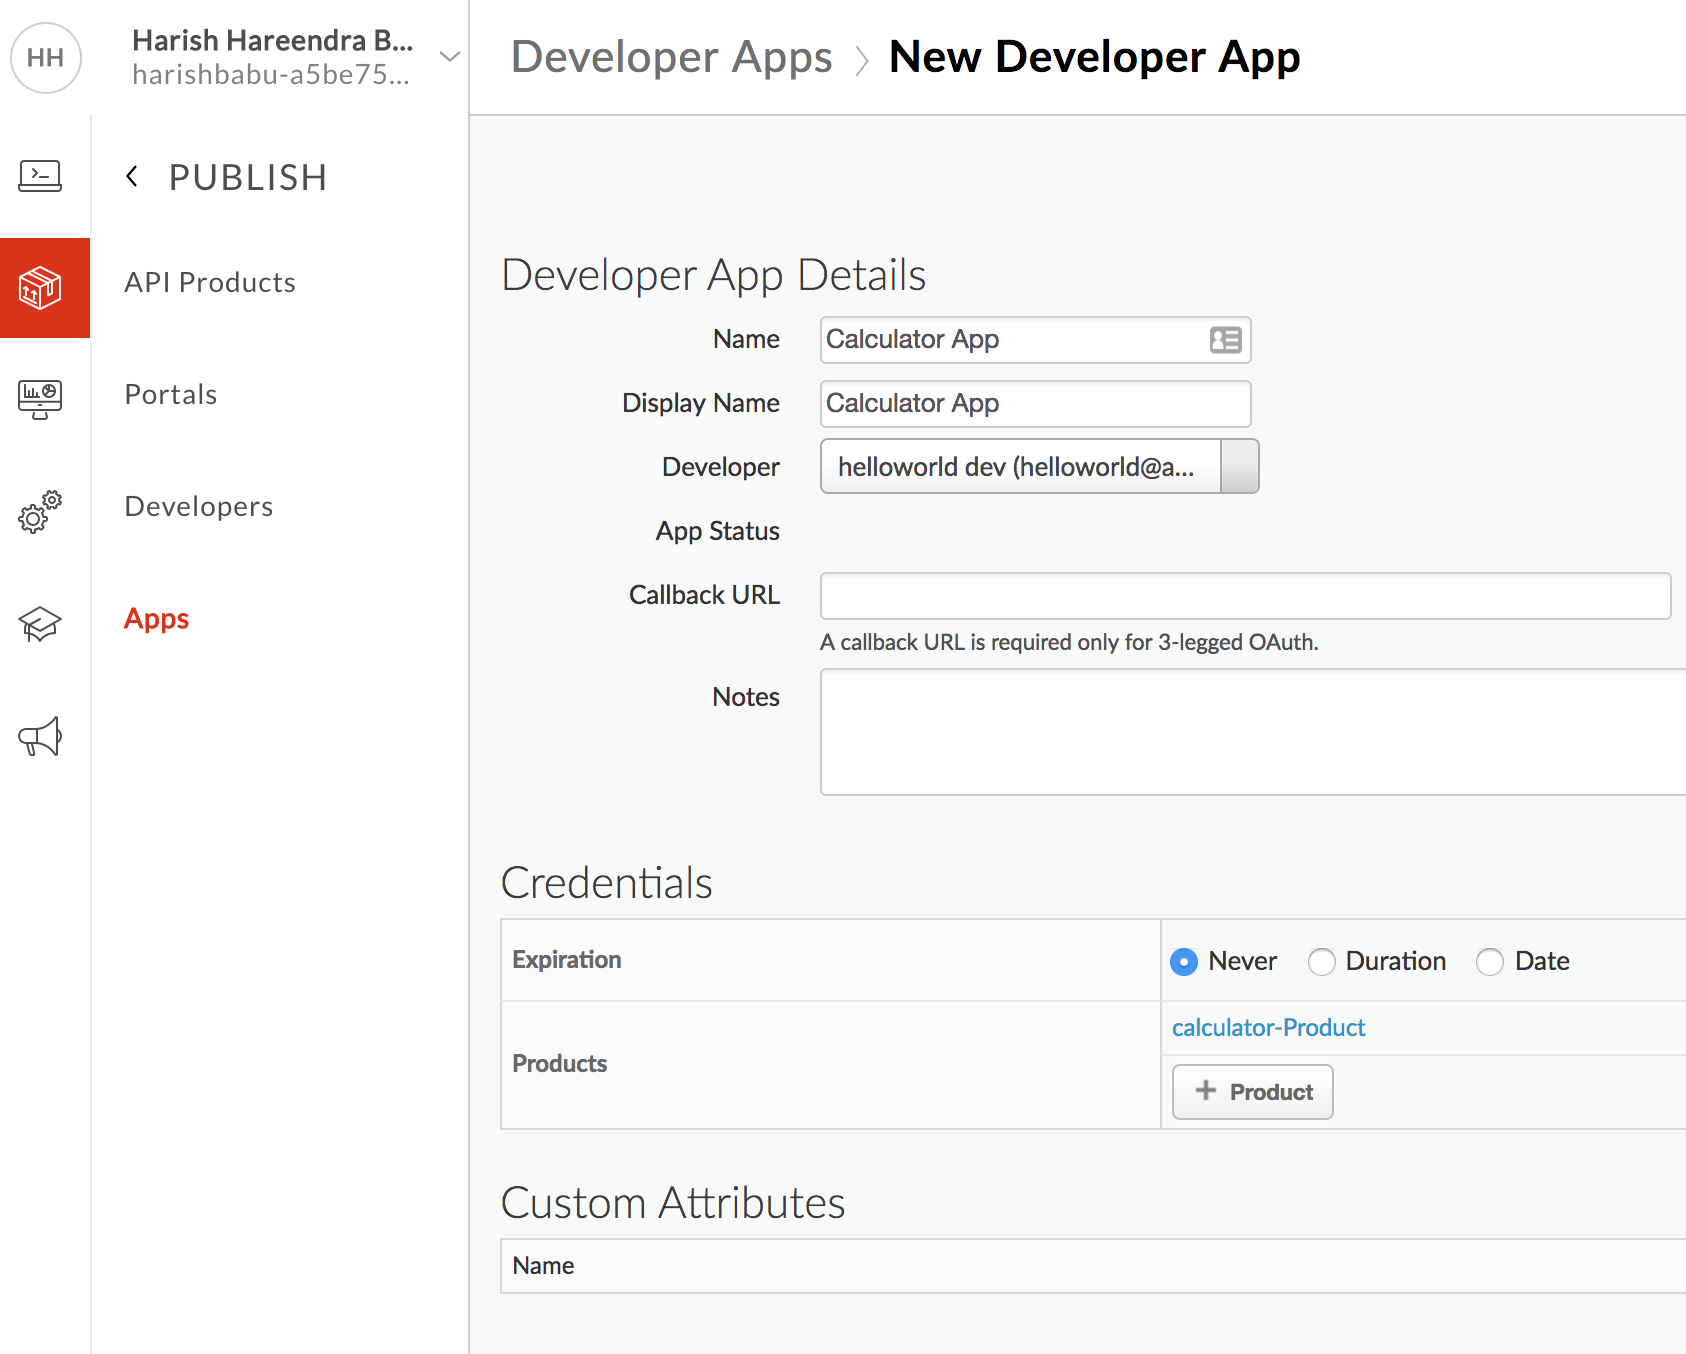 HH
Harish Hareendra B...
harishbabu-a5be75...
PUBLISH
API Products
Portals
Developers
Apps
Developer Apps > New Developer App
Developer App Details
Name Calculator App
Display Name Calculator App
Developer helloworld dev (helloworld@a...
App Status
Callback URL
A callback URL is required only for 3-legged OAuth.
Notes
Credentials
Expiration Never Duration Date
Products calculator-Product
+ Product
Custom Attributes
Name